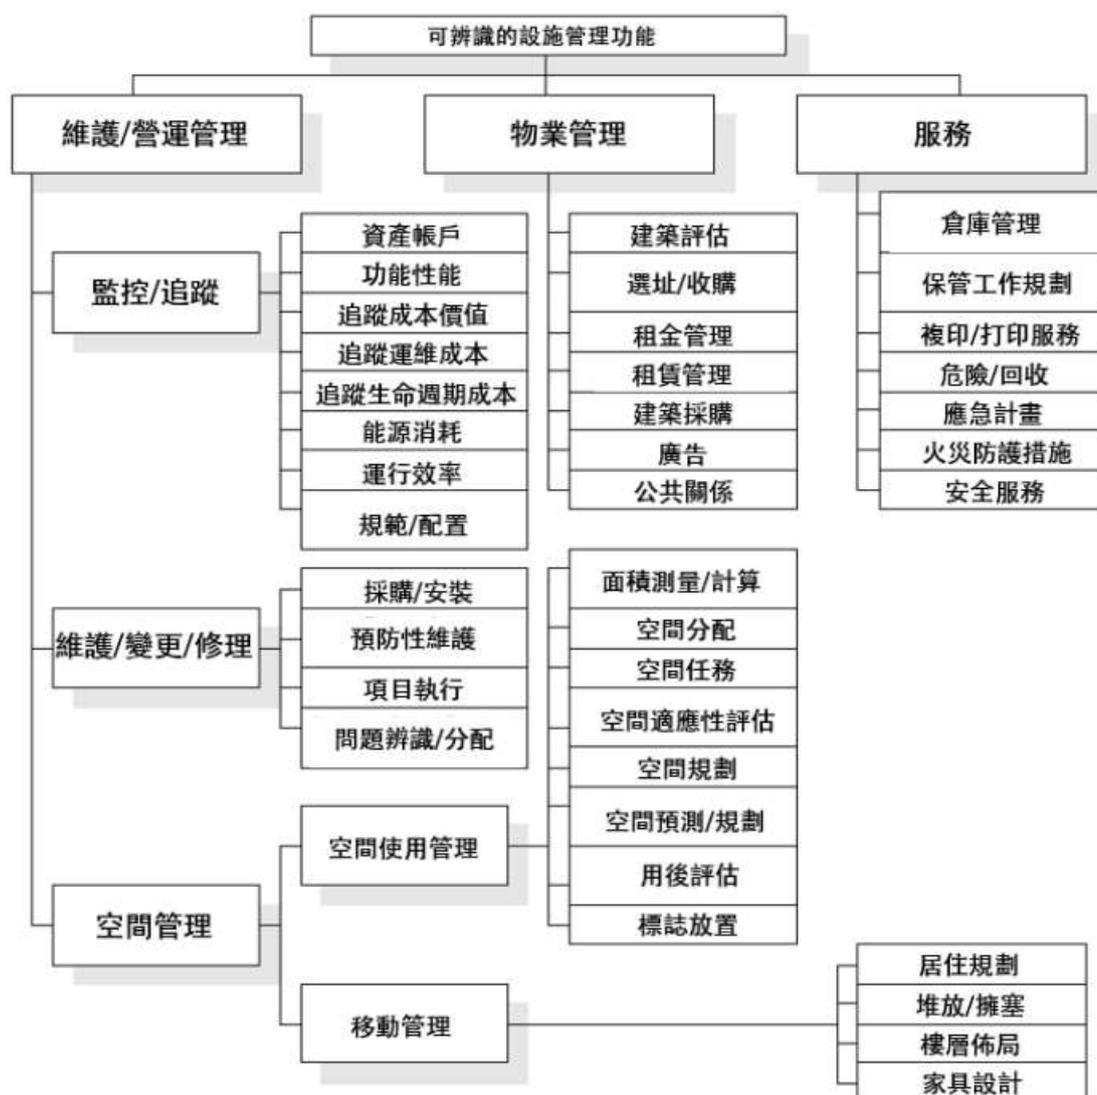 可辨識的設施管理功能
維護/營運管理
物業管理
服務
監控/追蹤
資產帳戶
功能性能
追蹤成本價值
追蹤運維成本
追蹤生命週期成本
能源消耗
運行效率
規範/配置
建築評估
選址/收購
租金管理
租賃管理
建築採購
廣告
公共關係
倉庫管理
保管工作規劃
複印/打印服務
危險/回收
應急計畫
火災防護措施
安全服務
維護/變更/修理
採購/安裝
預防性維護
項目執行
問題辨識/分配
空間管理
空間使用管理
面積測量/計算
空間分配
空間任務
空間適應性評估
空間規劃
空間預測/規劃
用後評估
標誌放置
移動管理
居住規劃
堆放/擁塞
樓層佈局
家具設計